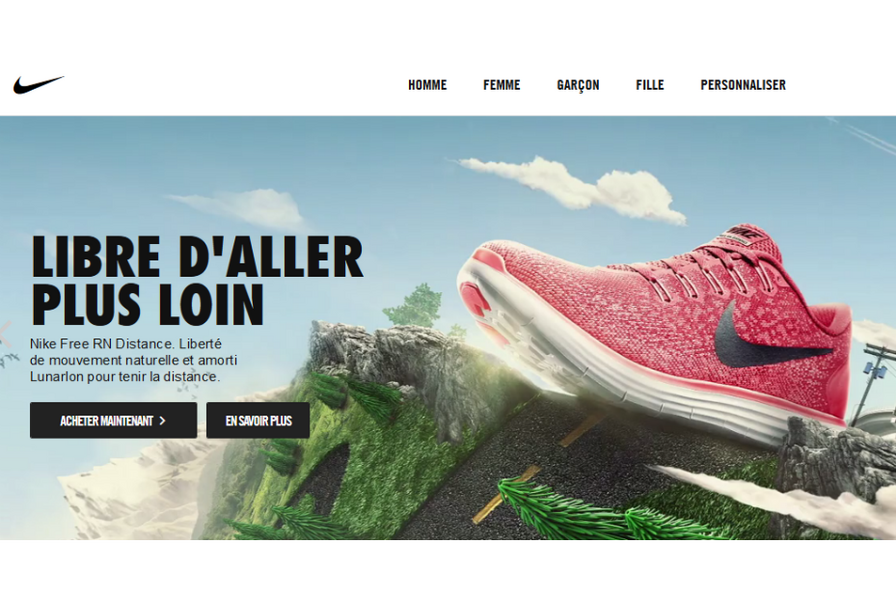 HOMME FEMME GARÇON FILLE PERSONNALISER
LIBRE D'ALLER
PLUS LOIN
Nike Free RN Distance. Liberté
de mouvement naturelle et amorti
Lunarlon pour tenir la distance.
ACHETER MAINTENANT > EN SAVOIR PLUS